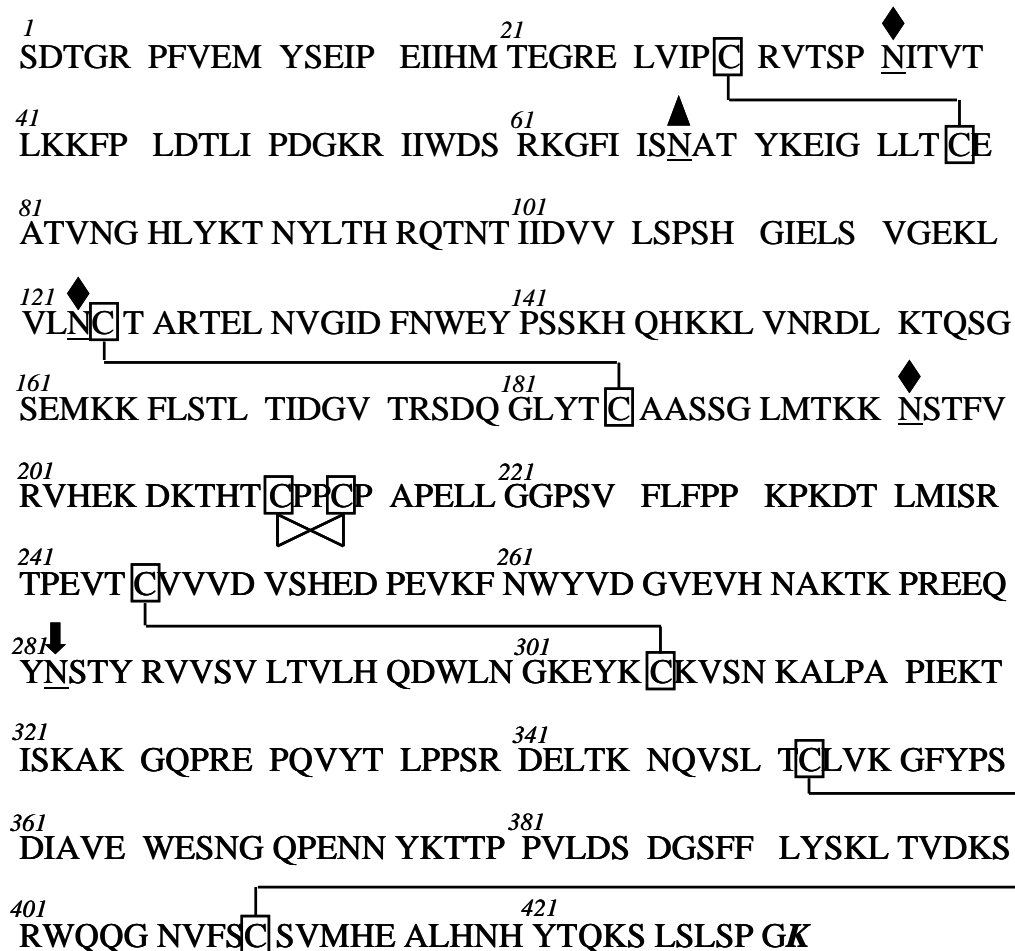 1 21
SDTGR PFVEM YSEIP EIIHM TEGRE LVIPC RVTSP NITVT
41 61
LKKFP LDTLI PDGKR IIWDS RKGFI ISNAT YKEIG LLTCE
81 101
ATVNG HLYKT NYLTH RQTNT IIDVV LSPSH GIELS VGEKL
121 141
VLNCT ARTEL NVGID FNWEY PSSKH QHKKL VNRDL KTQSG
161 181
SEMKK FLSTL TIDGV TRSDQ GLYTC AASSG LMTKK NSTFV
201 221
RVHEK DKTHT CPPCP APELL GGPSV FLFPP KPKDT LMISR
241 261
TPEVT CVVVD VSHED PEVKF NWYVD GVEVH NAKTK PREEQ
281 301
YNSTY RVVSV LTVLH QDWLN GKEYK CKVSN KALPA PIEKT
321 341
ISKAK GQPRE PQVYT LPPSR DELTK NQVSL TCLVK GFYPS
361 381
DIAVE WESNG QPENN YKTTP PVLDS DGSFF LYSKL TVDKS
401 421
RWQQG NVFSC SVMHE ALHNH YTQKS LSLSP GK